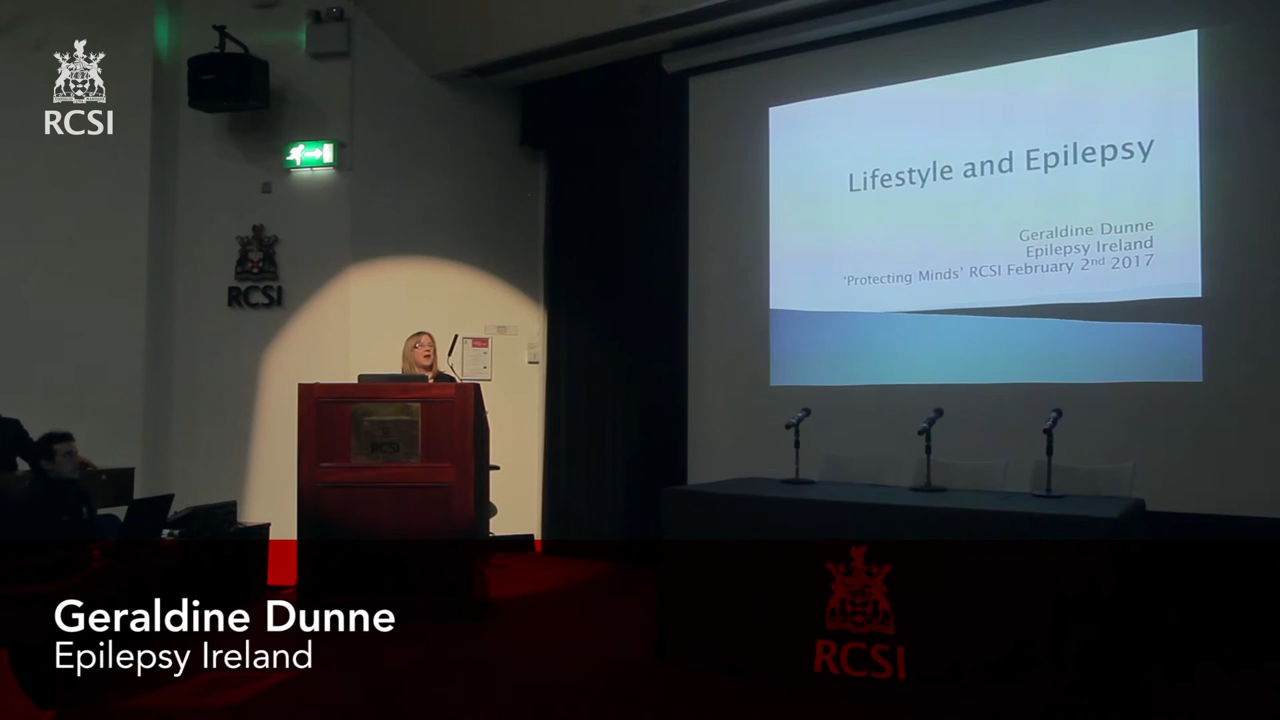 RCSI
RCSI
Lifestyle and Epilepsy
Geraldine Dunne
Epilepsy Ireland
'Protecting Minds' RCSI February 2nd 2017
RCSI
Geraldine Dunne
Epilepsy Ireland
RCSI